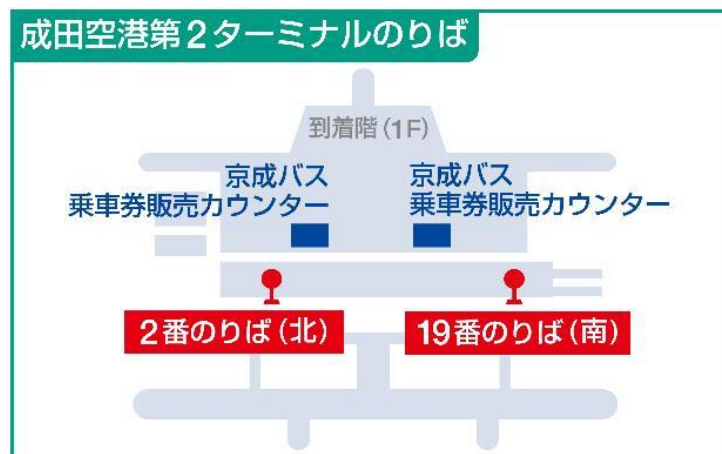 成田空港第2ターミナルのりば
到着階(1F)
京成バス
乗車券販売カウンター
京成バス
乗車券販売カウンター
2番のりば(北)
19番のりば(南)